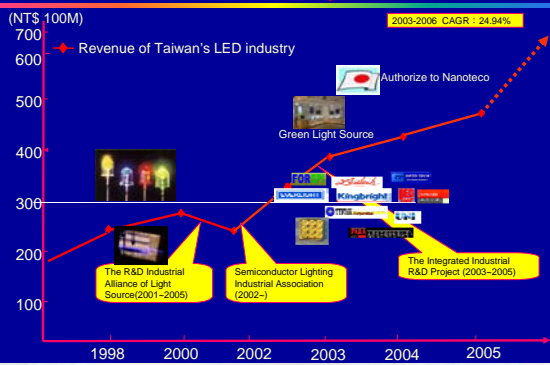 (NT$ 100M)
2003-2006 CAGR：24.94%
700
600
500
400
300
200
100
Revenue of Taiwan's LED industry
Authorize to Nanoteco
Green Light Source
FOR
EVERLIGHT
Kingbright
The R&D Industrial
Alliance of Light
Source(2001~2005)
Semiconductor Lighting
Industrial Association
(2002~)
The Integrated Industrial
R&D Project (2003~2005)
1998
2000
2002
2003
2004
2005